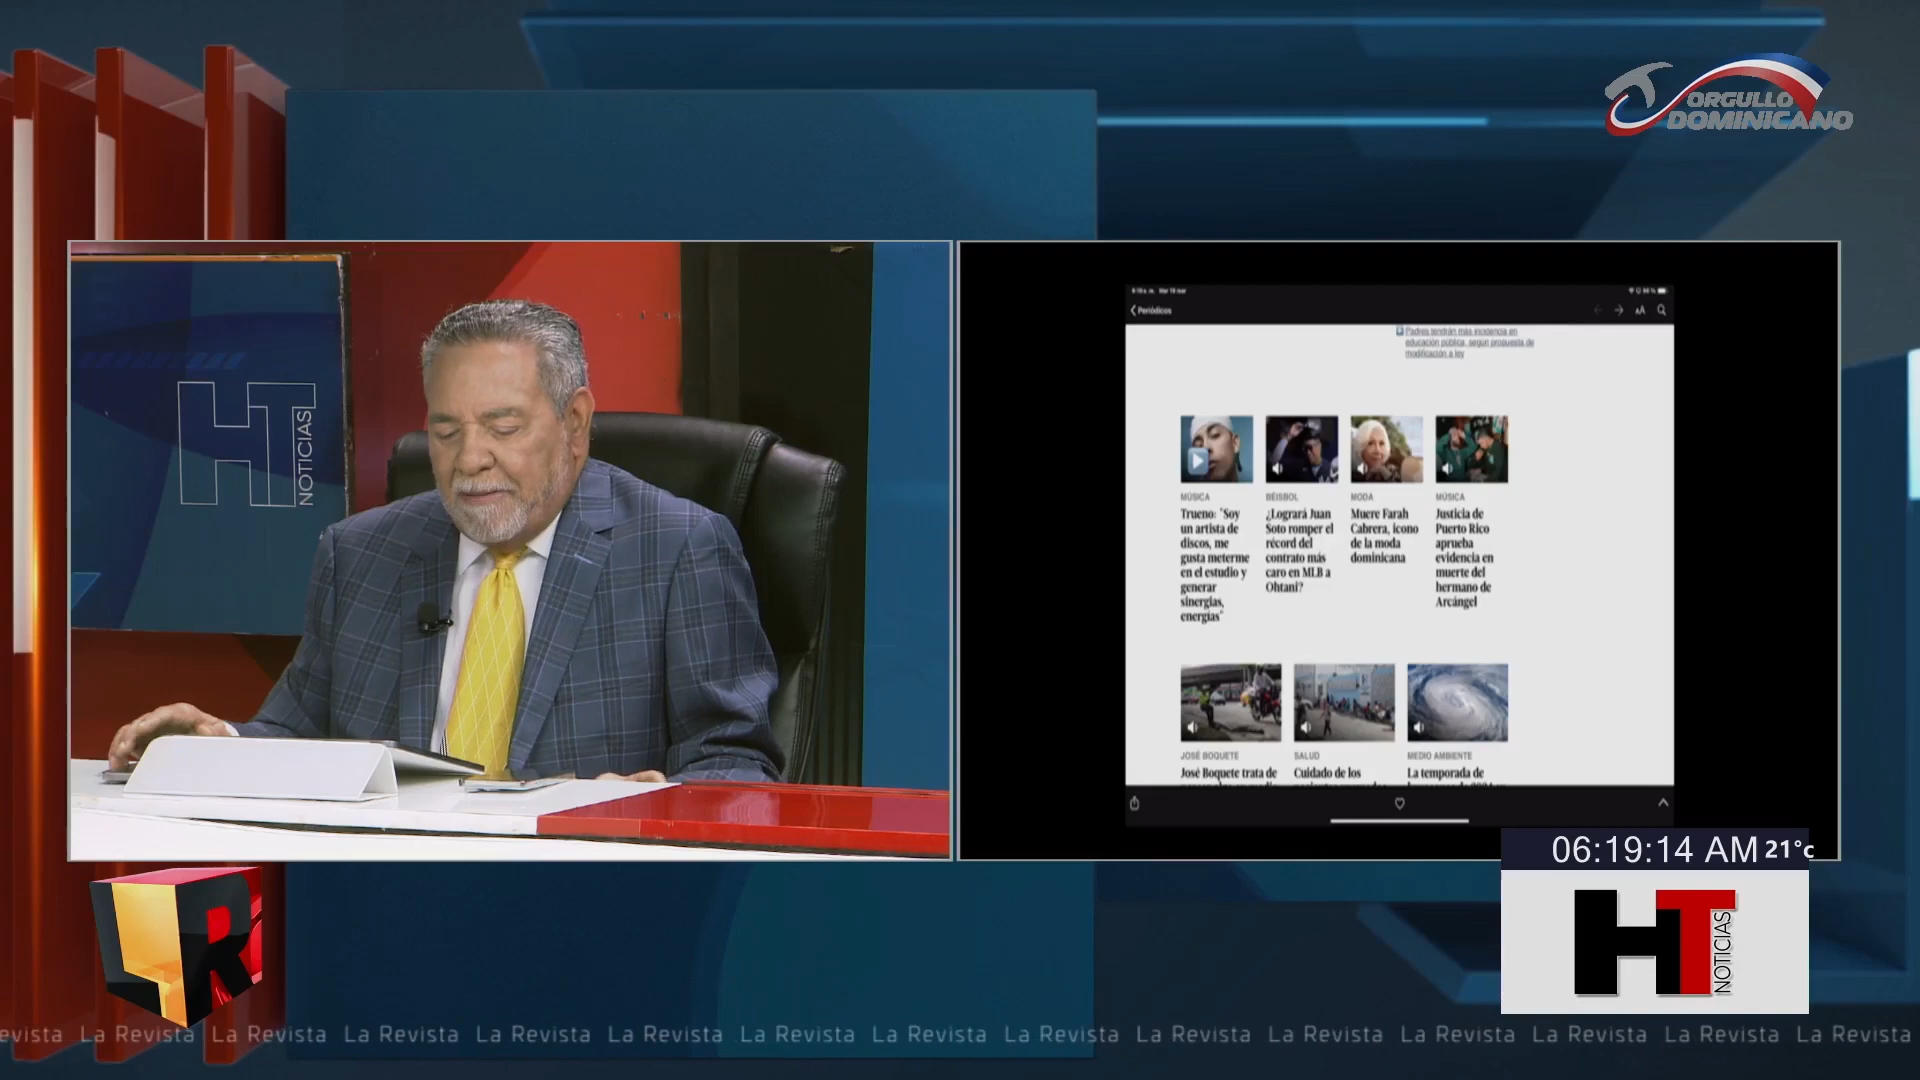 ORGULLO
DOMINICANO
HT
NOTICIAS
Periódicos
AA
Padres tendrán más incidencia en
educación pública, según propuesta de
modificación a ley
MÚSICA
Trueno: "Soy
un artista de
discos, me
gusta meterme
en el estudio y
generar
sinergias,
energías"
BÉISBOL
¿Logrará Juan
Soto romper el
récord del
contrato más
caro en MLB a
Ohtani?
MODA
Muere Farah
Cabrera, icono
de la moda
dominicana
MÚSICA
Justicia de
Puerto Rico
aprueba
evidencia en
muerte del
hermano de
Arcángel
JOSÉ BOQUETE
José Boquete trata de
SALUD
Cuidado de los
MEDIO AMBIENTE
La temporada de
06:19:14 AM 21°c
HT
NOTICIAS
LR
evista La Revista La Revista La Revista La Revista La Revista La Revista La Revista La Revista La Revista La Revista La Revista La Revista La Revista La Revista